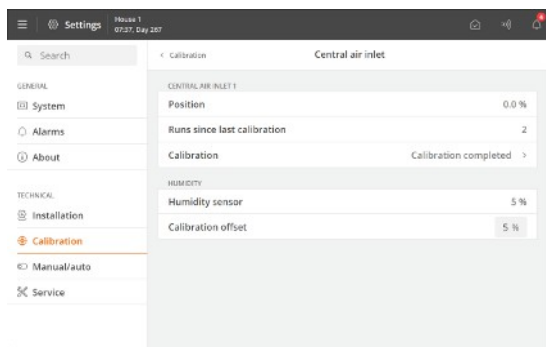 Settings
House 1
07:37, Day 287
Search
Calibration
Central air inlet
GENERAL
System
Alarms
About
TECHNICAL
Installation
Calibration
Manual/auto
Service
CENTRAL AIR INLET 1
Position 0.0 %
Runs since last calibration 2
Calibration Calibration completed
HUMIDITY
Humidity sensor 5 %
Calibration offset 5 %